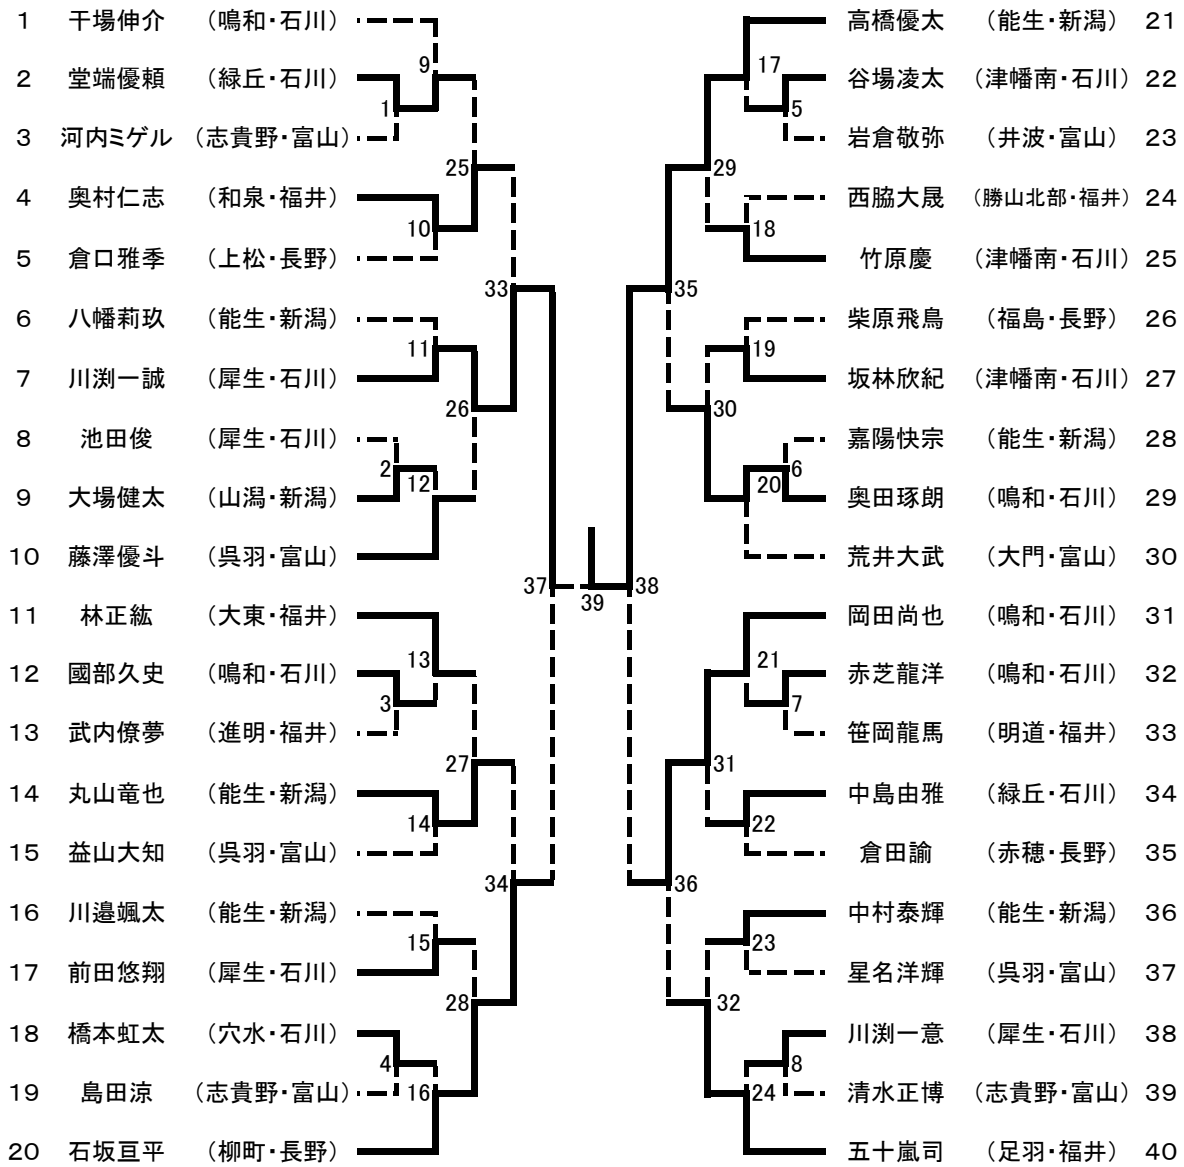 1 干場伸介 (鳴和・石川) 高橋優太 (能生・新潟) 21
9 17
2 堂端優頼 (緑丘・石川) 谷場凌太 (津幡南・石川) 22
1 5
3 河内ミゲル (志貴野・富山) 岩倉敬弥 (井波・富山) 23
25 29
4 奥村仁志 (和泉・福井) 西脇大晟 (勝山北部・福井) 24
10 18
5 倉口雅季 (上松・長野) 竹原慶 (津幡南・石川) 25
33 35
6 八幡莉玖 (能生・新潟) 柴原飛鳥 (福島・長野) 26
11 19
7 川渕一誠 (犀生・石川) 坂林欣紀 (津幡南・石川) 27
26 30
8 池田俊 (犀生・石川) 嘉陽快宗 (能生・新潟) 28
2 12 20 6
9 大場健太 (山潟・新潟) 奥田琢朗 (鳴和・石川) 29
10 藤澤優斗 (呉羽・富山) 荒井大武 (大門・富山) 30
37 39 38
11 林正紘 (大東・福井) 岡田尚也 (鳴和・石川) 31
13 21
12 國部久史 (鳴和・石川) 赤芝龍洋 (鳴和・石川) 32
3 7
13 武内僚夢 (進明・福井) 笹岡龍馬 (明道・福井) 33
27 31
14 丸山竜也 (能生・新潟) 中島由雅 (緑丘・石川) 34
14 22
15 益山大知 (呉羽・富山) 倉田諭 (赤穂・長野) 35
34 36
16 川邉颯太 (能生・新潟) 中村泰輝 (能生・新潟) 36
15 23
17 前田悠翔 (犀生・石川) 星名洋輝 (呉羽・富山) 37
28 32
18 橋本虹太 (穴水・石川) 川渕一意 (犀生・石川) 38
4 8
19 島田涼 (志貴野・富山) 清水正博 (志貴野・富山) 39
16 24
20 石坂亘平 (柳町・長野) 五十嵐司 (足羽・福井) 40